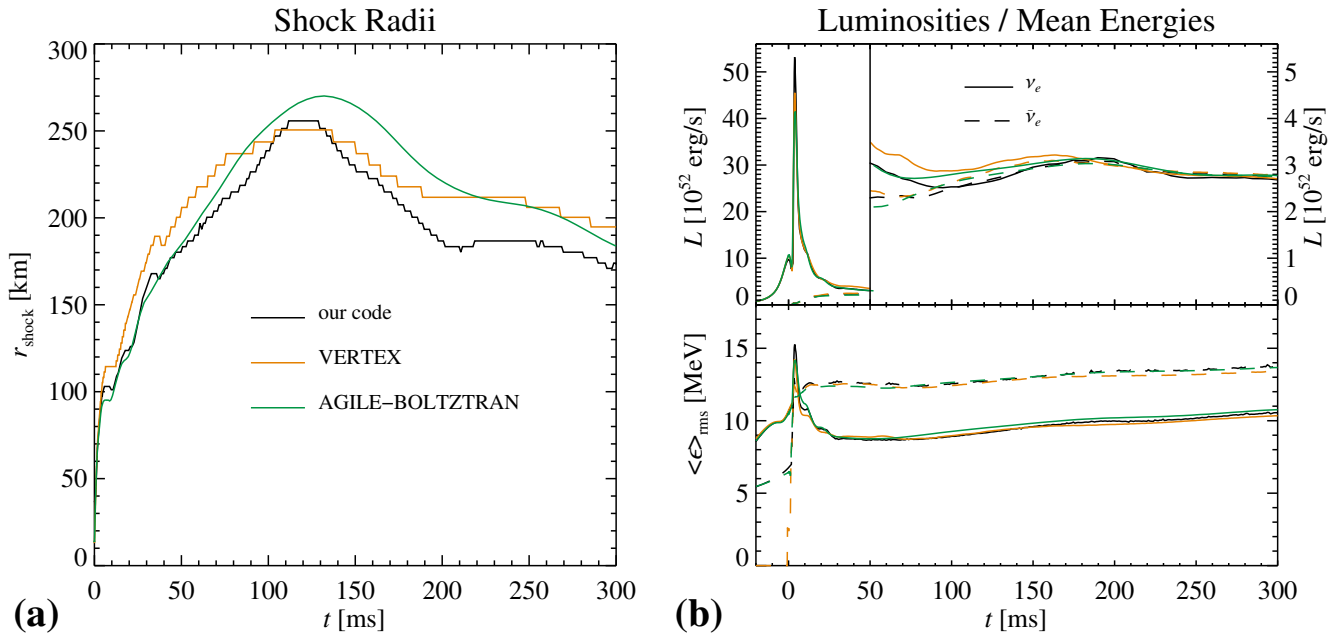 Shock Radii
300
250
200
150
100
50
0
r_shock [km]
our code
VERTEX
AGILE−BOLTZTRAN
0 50 100 150 200 250 300
t [ms]
(a)
Luminosities / Mean Energies
50
40
30
20
10
0
L [10^52 erg/s]
ν_e
ν̄_e
5
4
3
2
1
0
L [10^52 erg/s]
15
10
5
0
<ϵ>_rms [MeV]
0 50 100 150 200 250 300
t [ms]
(b)